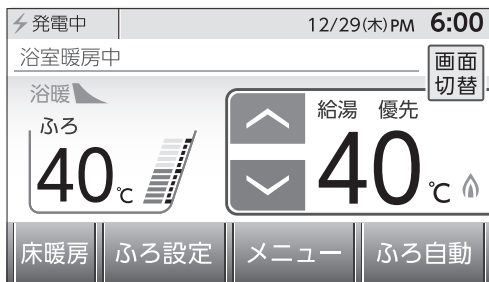 発電中 12/29(木)PM 6:00
浴室暖房中
画面
切替
浴暖
ふろ
40℃
給湯 優先
40℃
床暖房 ふろ設定 メニュー ふろ自動